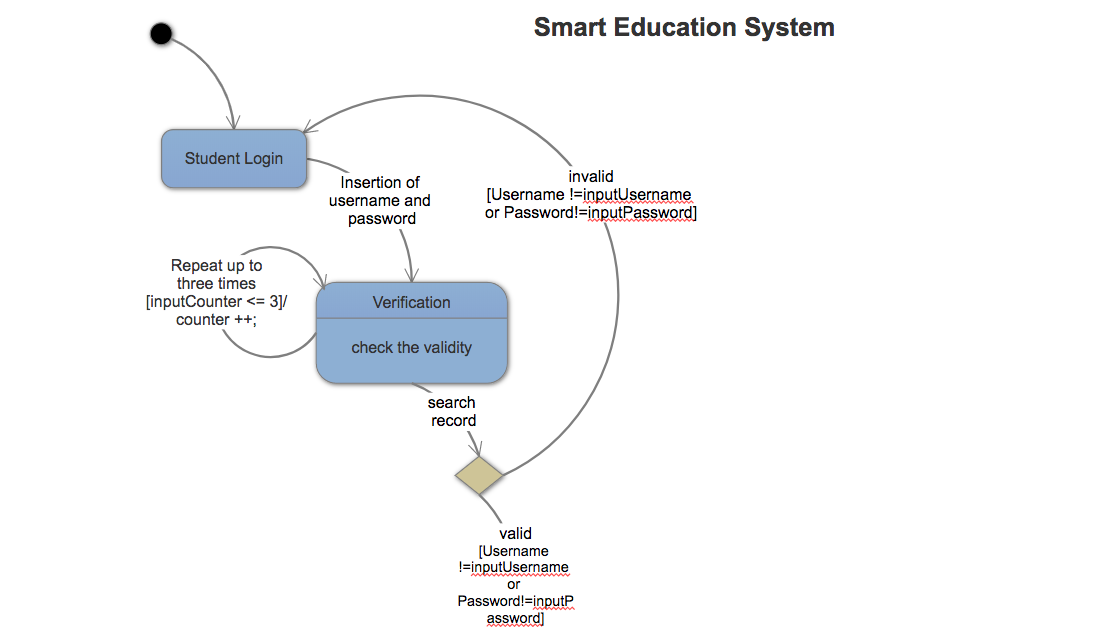 Smart Education System
Student Login
Insertion of
username and
password
invalid
[Username !=inputUsername
or Password!=inputPassword]
Repeat up to
three times
[inputCounter <= 3]/
counter ++;
Verification
check the validity
search
record
valid
[Username
!=inputUsername
or
Password!=inputP
assword]